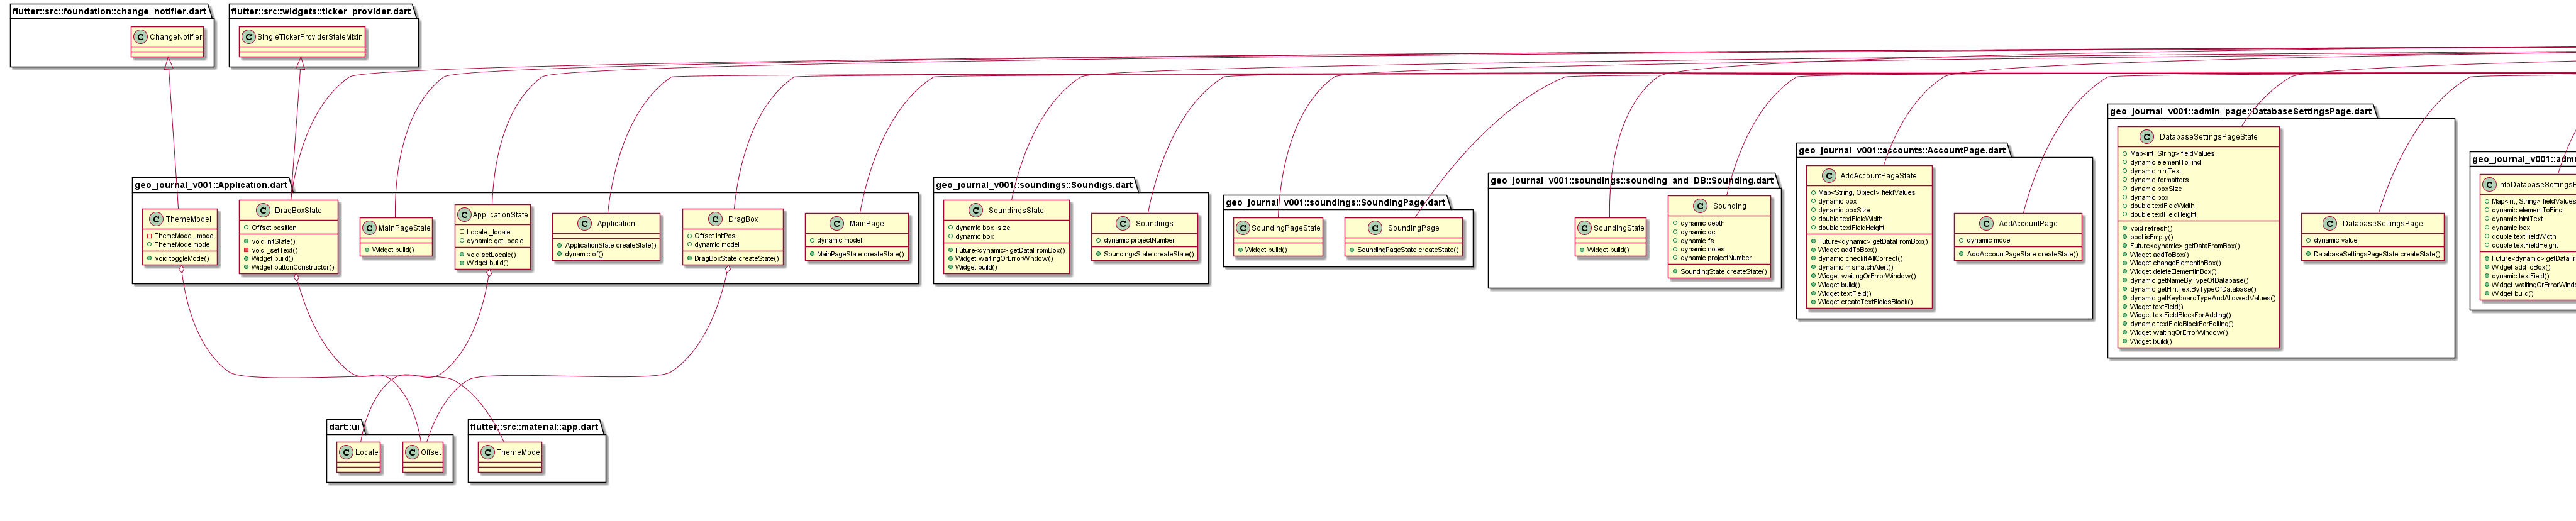 flutter::src::foundation::change_notifier.dart
C ChangeNotifier
flutter::src::widgets::ticker_provider.dart
C SingleTickerProviderStateMixin
geo_journal_v001::Application.dart
C ThemeModel
ThemeMode _mode
ThemeMode mode
void toggleMode()
C DragBoxState
Offset position
void initState()
void _setText()
Widget build()
Widget buttonConstructor()
C MainPageState
Widget build()
C ApplicationState
Locale _locale
dynamic getLocale
void setLocale()
Widget build()
C Application
ApplicationState createState()
dynamic of()
C DragBox
Offset initPos
dynamic model
DragBoxState createState()
C MainPage
dynamic model
MainPageState createState()
geo_journal_v001::soundings::Soundigs.dart
C SoundingsState
dynamic box_size
dynamic box
Future<dynamic> getDataFromBox()
Widget waitingOrErrorWindow()
Widget build()
C Soundings
dynamic projectNumber
SoundingsState createState()
geo_journal_v001::soundings::SoundingPage.dart
C SoundingPageState
Widget build()
C SoundingPage
SoundingPageState createState()
geo_journal_v001::soundings::sounding_and_DB::Sounding.dart
C SoundingState
Widget build()
C Sounding
dynamic depth
dynamic qc
dynamic fs
dynamic notes
dynamic projectNumber
SoundingState createState()
geo_journal_v001::accounts::AccountPage.dart
C AddAccountPageState
Map<String, Object> fieldValues
dynamic box
dynamic boxSize
double textFieldWidth
double textFieldHeight
Future<dynamic> getDataFromBox()
Widget addToBox()
dynamic checkIfAllCorrect()
dynamic mismatchAlert()
Widget waitingOrErrorWindow()
Widget build()
Widget textField()
Widget createTextFieldsBlock()
C AddAccountPage
dynamic mode
AddAccountPageState createState()
geo_journal_v001::admin_page::DatabaseSettingsPage.dart
C DatabaseSettingsPageState
Map<int, String> fieldValues
dynamic elementToFind
dynamic hintText
dynamic formatters
dynamic boxSize
dynamic box
double textFieldWidth
double textFieldHeight
void refresh()
bool isEmpty()
Future<dynamic> getDataFromBox()
Widget addToBox()
Widget changeElementInBox()
Widget deleteElementInBox()
dynamic getNameByTypeOfDatabase()
dynamic getHintTextByTypeOfDatabase()
dynamic getKeyboardTypeAndAllowedValues()
Widget textField()
Widget textFieldBlockForAdding()
dynamic textFieldBlockForEditing()
Widget waitingOrErrorWindow()
Widget build()
C DatabaseSettingsPage
dynamic value
DatabaseSettingsPageState createState()
geo_journal_v001::admi
C InfoDatabaseSettingsP
Map<int, String> fieldValues
dynamic elementToFind
dynamic hintText
dynamic box
double textFieldWidth
double textFieldHeight
Future<dynamic> getDataFr
Widget addToBox()
dynamic textField()
Widget waitingOrErrorWindo
Widget build()
dart::ui
C Locale
C Offset
flutter::src::material::app.dart
C ThemeMode